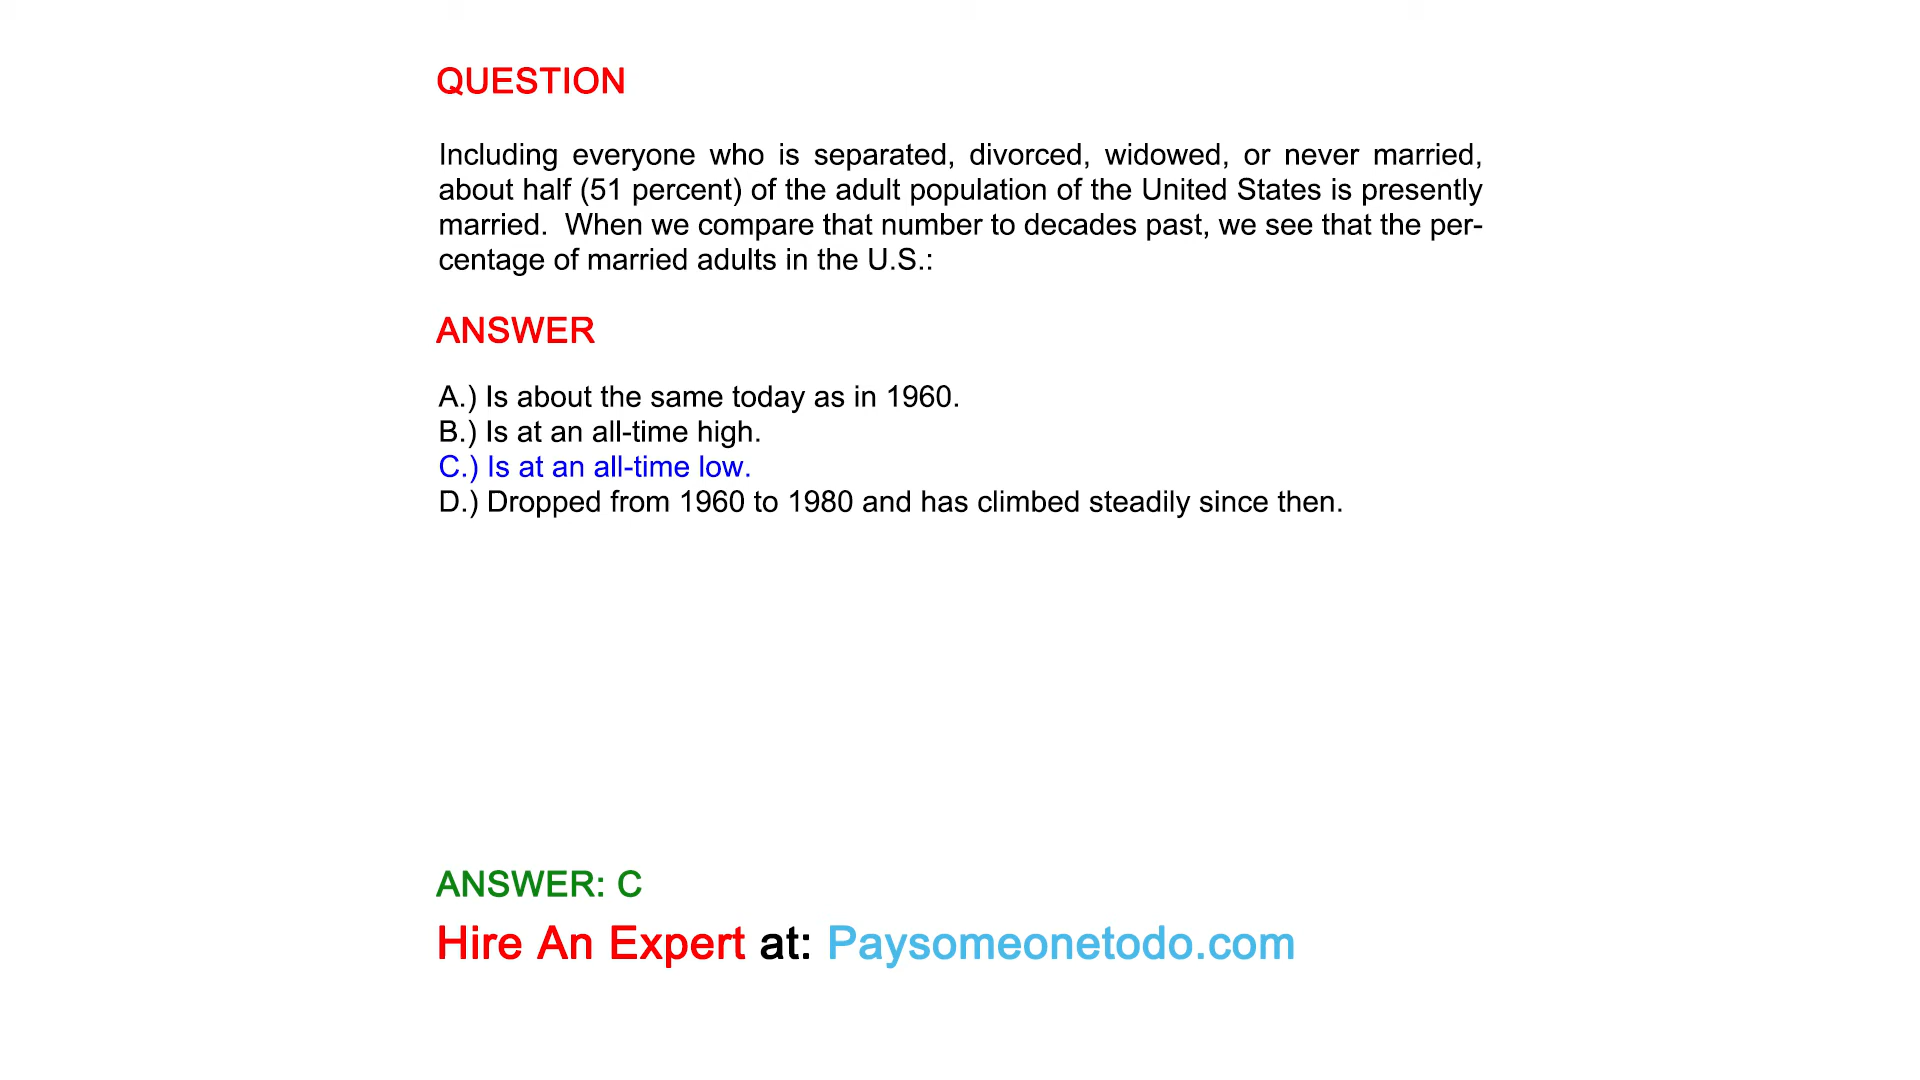 QUESTION
Including everyone who is separated, divorced, widowed, or never married,
about half (51 percent) of the adult population of the United States is presently
married.  When we compare that number to decades past, we see that the per-
centage of married adults in the U.S.:
ANSWER
A.) Is about the same today as in 1960.
B.) Is at an all-time high.
C.) Is at an all-time low.
D.) Dropped from 1960 to 1980 and has climbed steadily since then.
ANSWER: C
Hire An Expert at: Paysomeonetodo.com